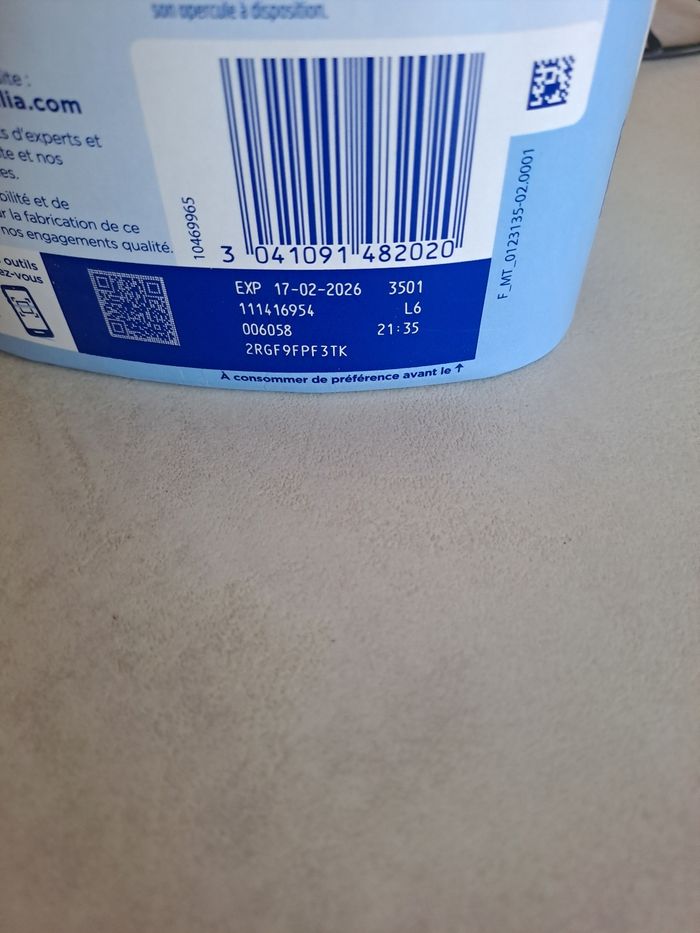 son opercule à disposition.
site :
lia.com
s d'experts et
te et nos
es.
bilité et de
r la fabrication de ce
nos engagements qualité.
outils
ez-vous
10469965
3 041091 482020
F_MT_0123135-02.0001
EXP 17-02-2026 3501
111416954 L6
006058 21:35
2RGF9FPF3TK
À consommer de préférence avant le ↑